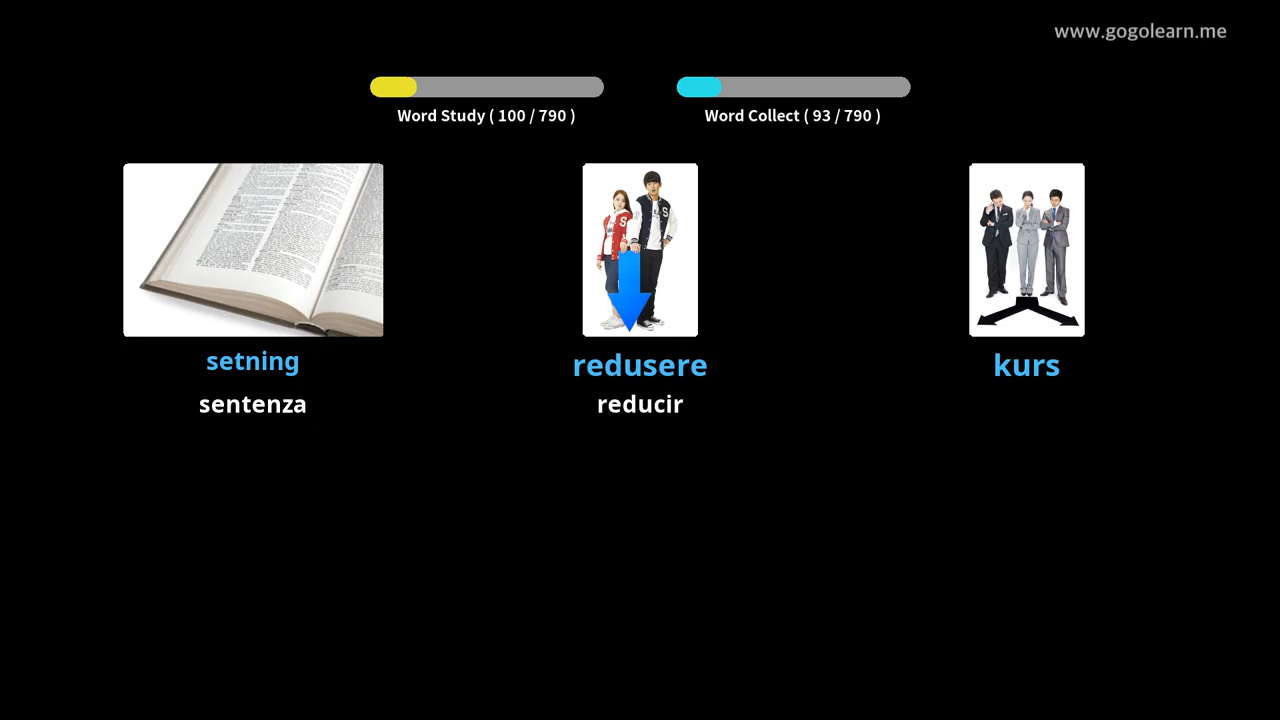 www.gogolearn.me
Word Study ( 100 / 790 )
Word Collect ( 93 / 790 )
setning
redusere
kurs
sentenza
reducir